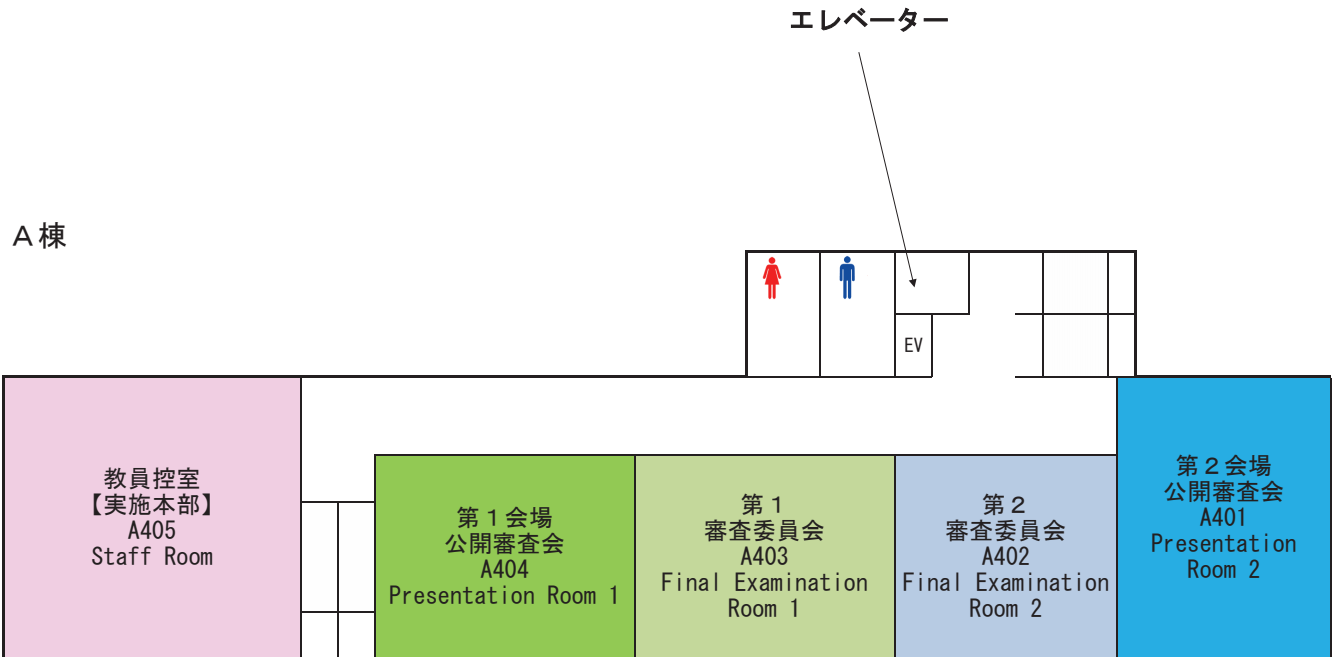 エレベーター
A棟
EV
教員控室
【実施本部】
A405
Staff Room
第1会場
公開審査会
A404
Presentation Room 1
第1
審査委員会
A403
Final Examination
Room 1
第2
審査委員会
A402
Final Examination
Room 2
第2会場
公開審査会
A401
Presentation
Room 2